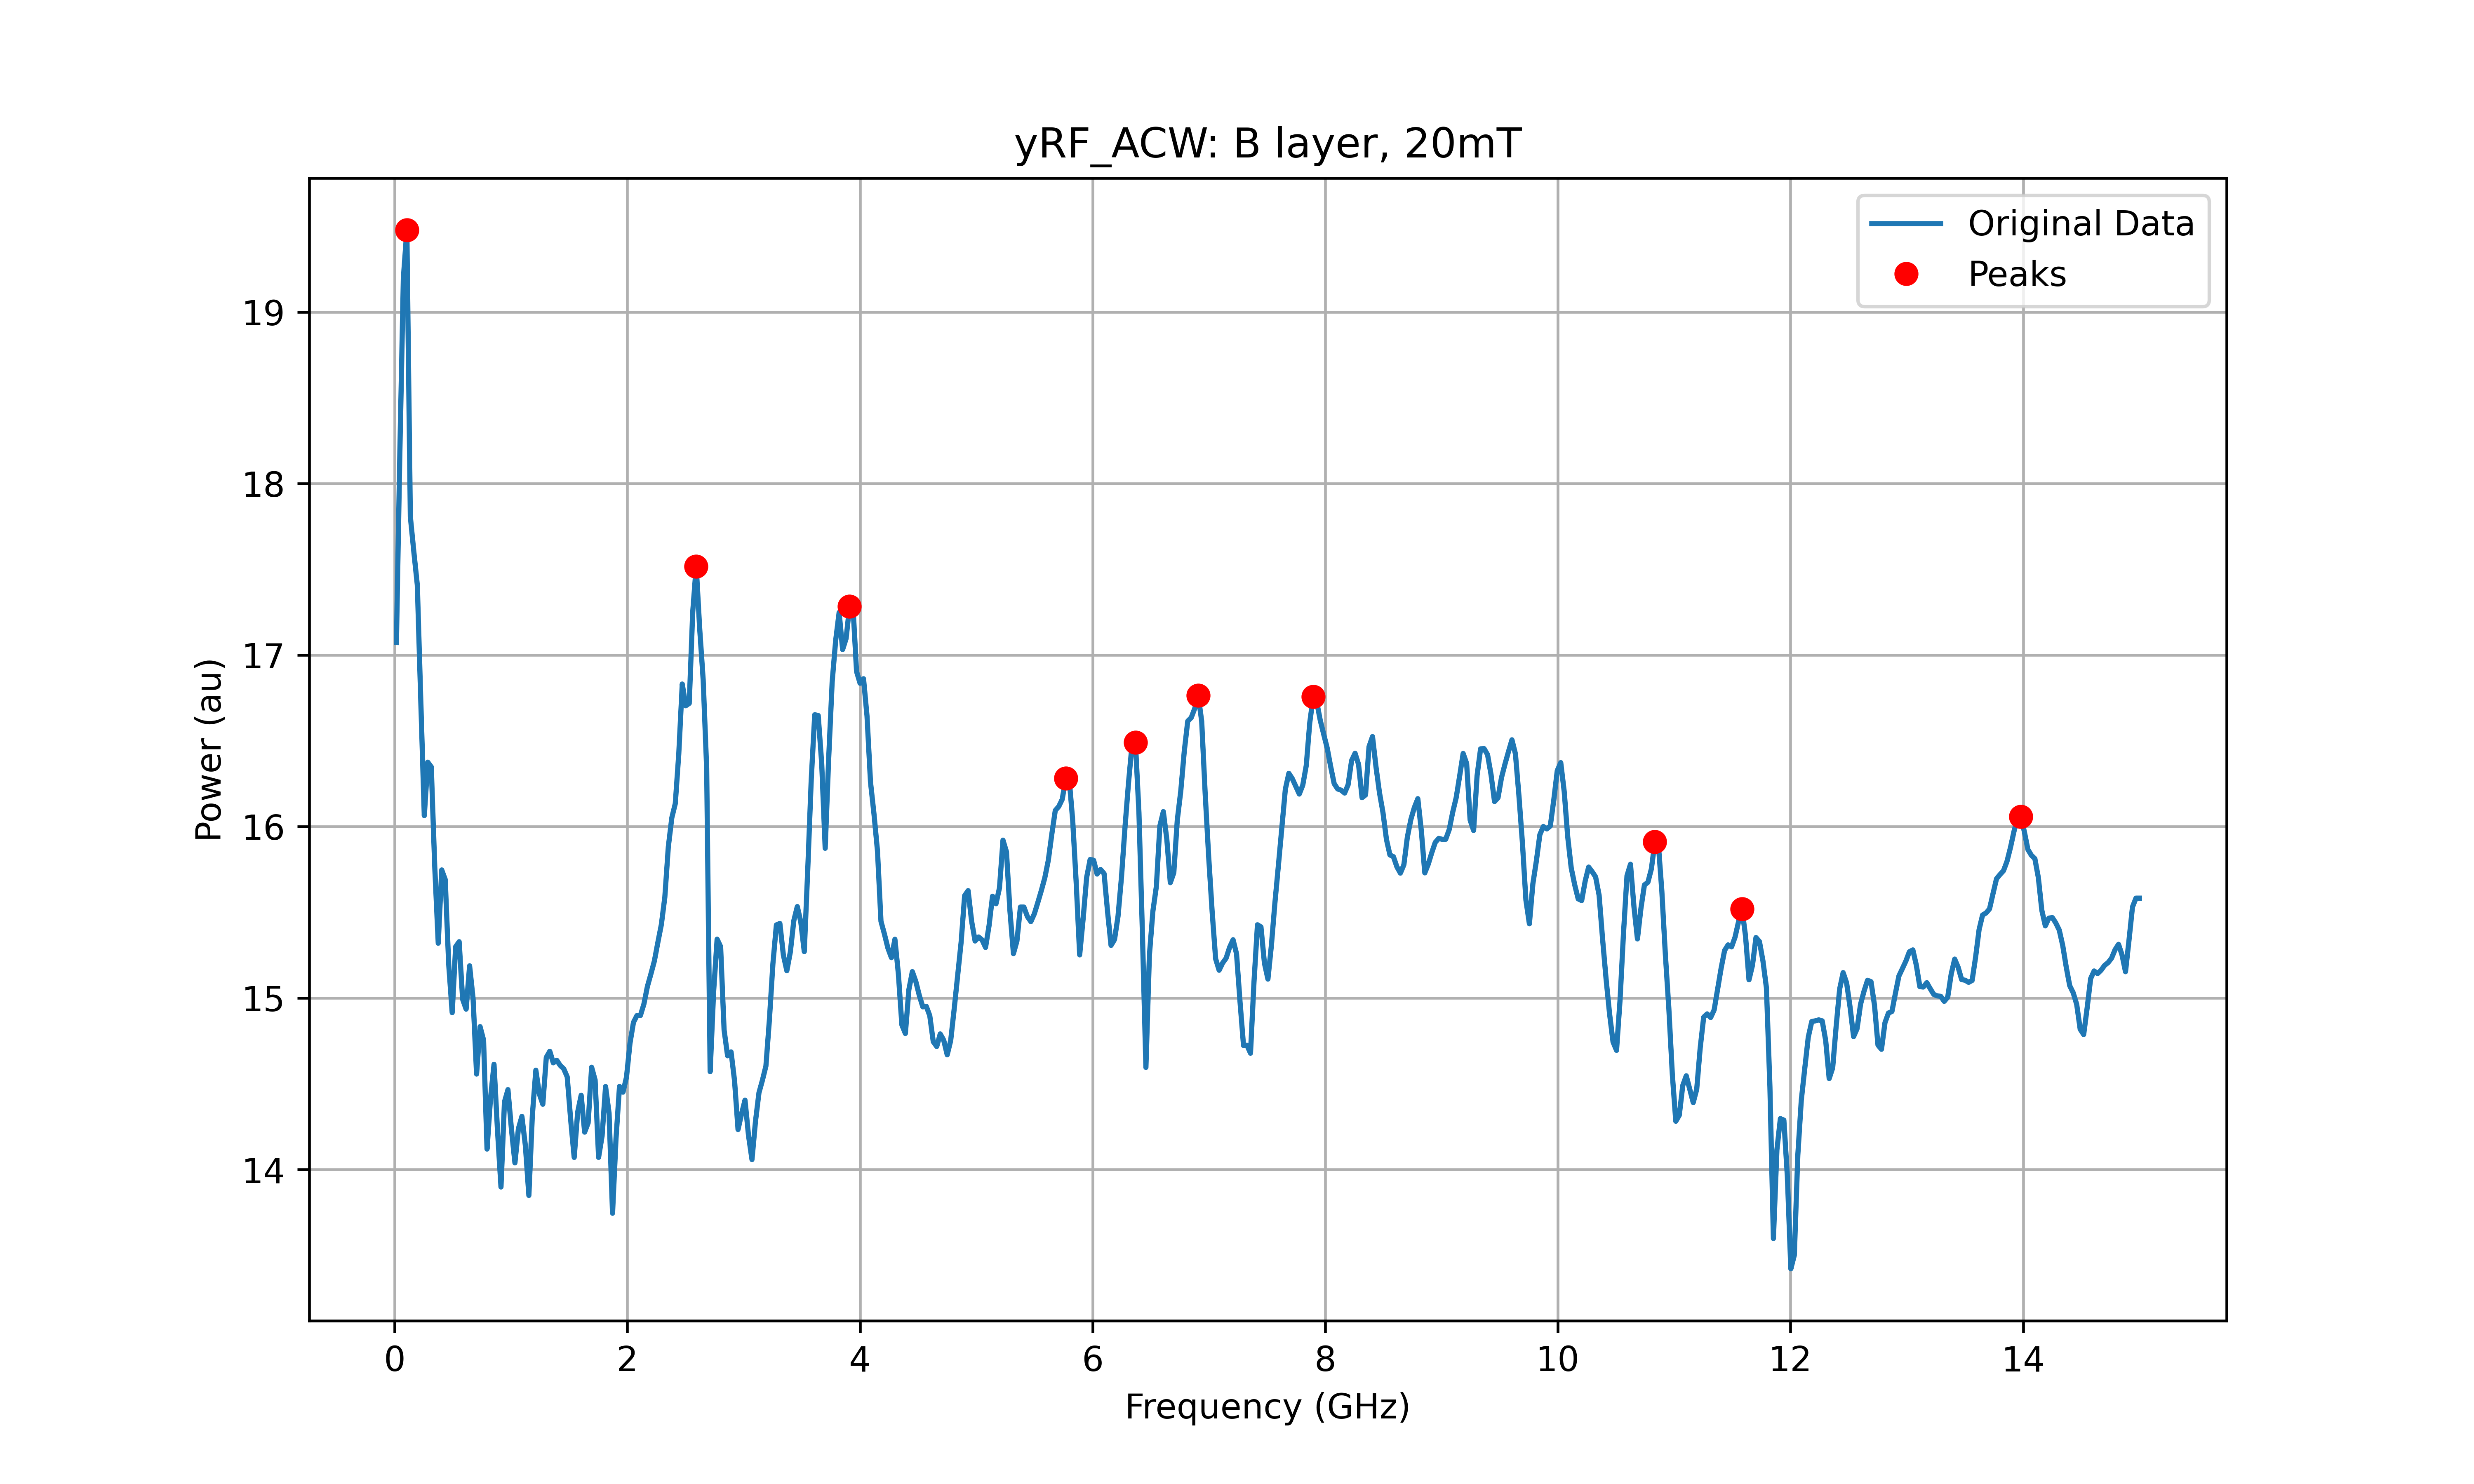 yRF_ACW: B layer, 20mT
Original Data
Peaks
Power (au)
19
18
17
16
15
14
0 2 4 6 8 10 12 14
Frequency (GHz)